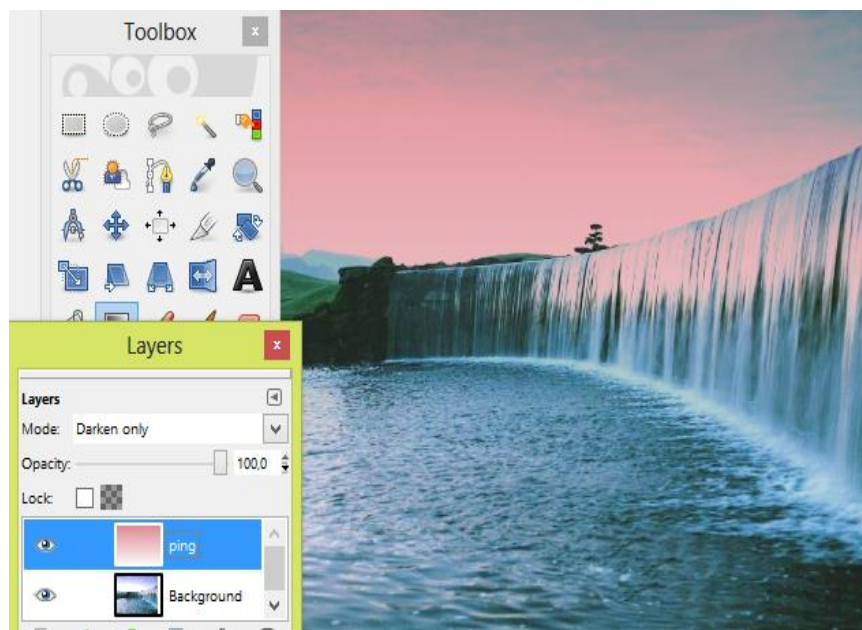 Toolbox
x
A
Layers
x
Layers
Mode: Darken only
Opacity: 100,0
Lock:
ping
Background